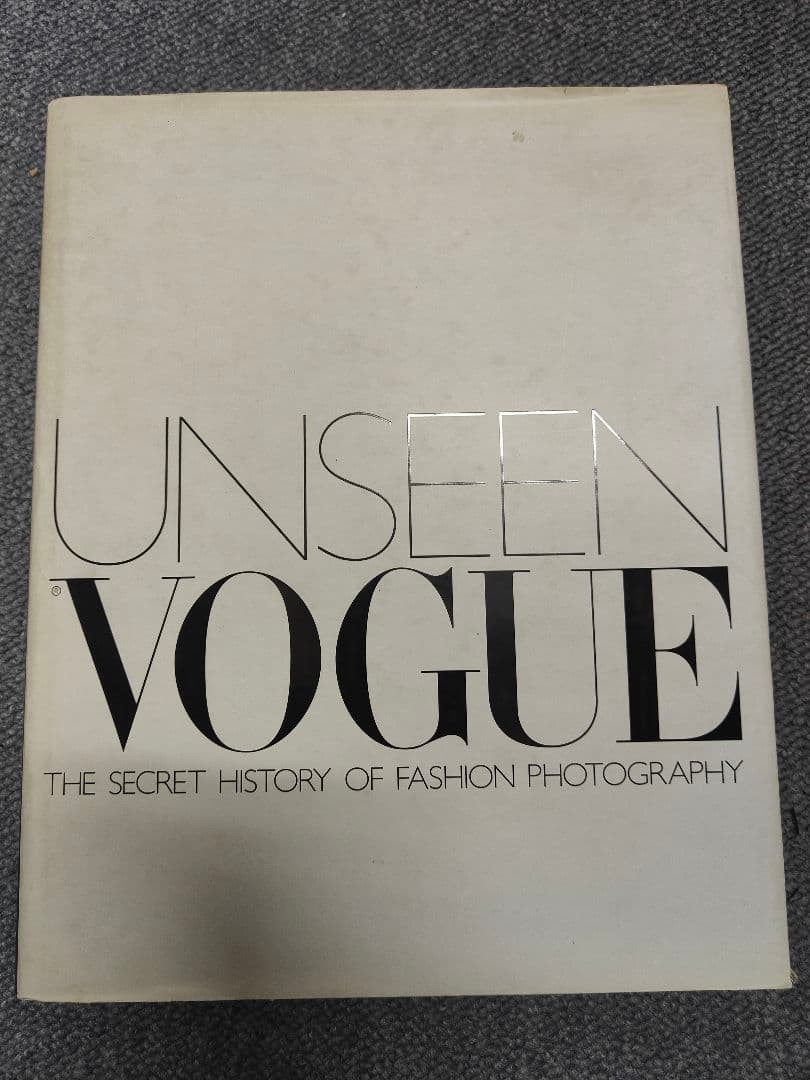 UNSEEN
® VOGUE
THE SECRET HISTORY OF FASHION PHOTOGRAPHY